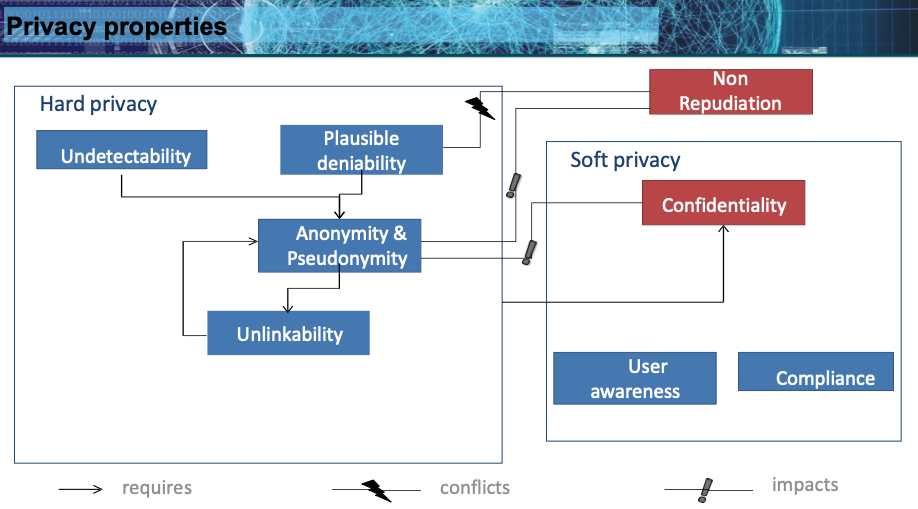 Privacy properties
Non
Repudiation
Hard privacy
Plausible
deniability
Undetectability
Soft privacy
Confidentiality
Anonymity &
Pseudonymity
Unlinkability
User
awareness
Compliance
requires
conflicts
impacts